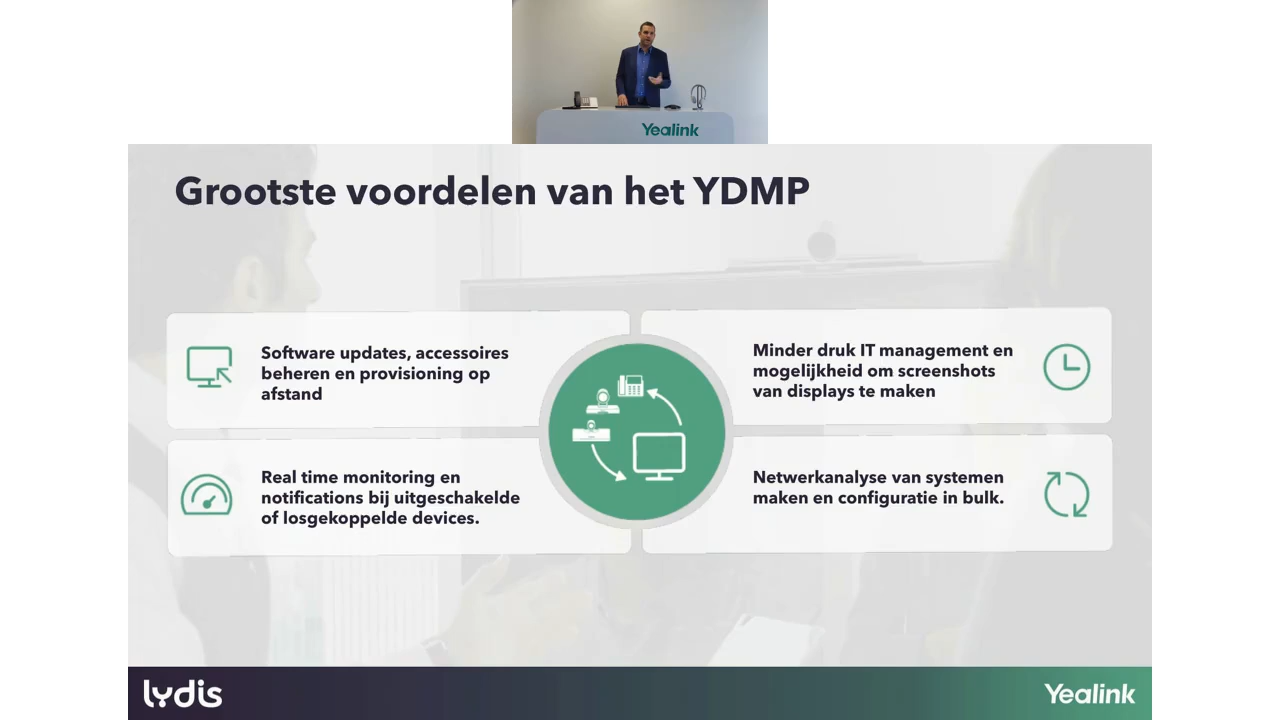 Yealink
Grootste voordelen van het YDMP
Software updates, accessoires
beheren en provisioning op
afstand
Minder druk IT management en
mogelijkheid om screenshots
van displays te maken
Real time monitoring en
notifications bij uitgeschakelde
of losgekoppelde devices.
Netwerkanalyse van systemen
maken en configuratie in bulk.
lydis
Yealink